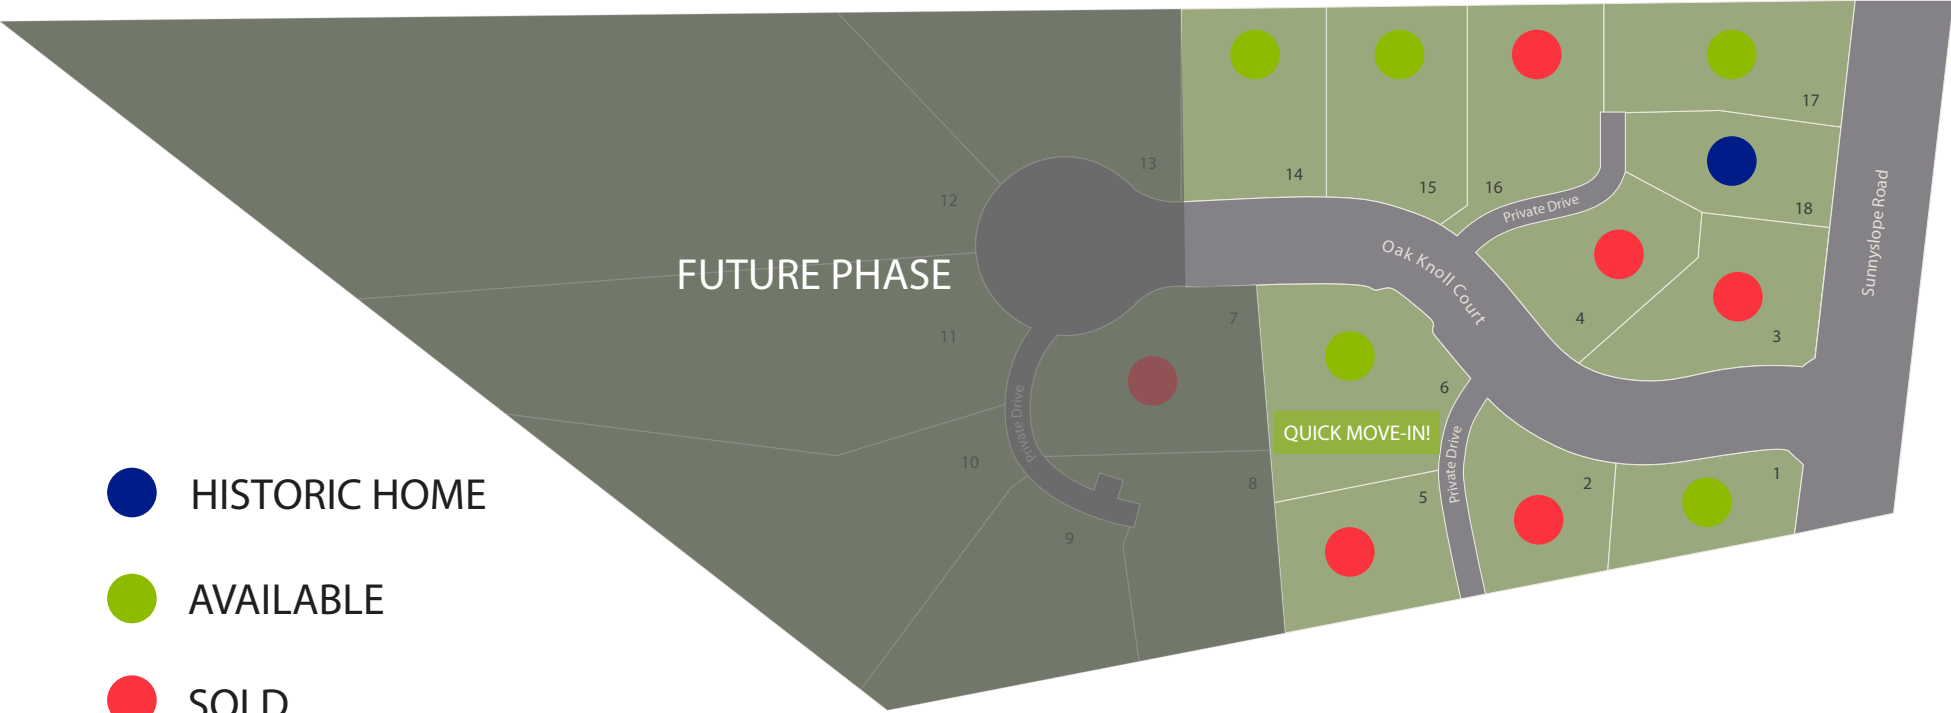 17
13
14
15
16
12
18
Private Drive
Sunnyslope Road
Oak Knoll Court
FUTURE PHASE
7
4
3
11
6
Private Drive
QUICK MOVE-IN!
Private Drive
10
8
5
2
1
9
HISTORIC HOME
AVAILABLE
SOLD